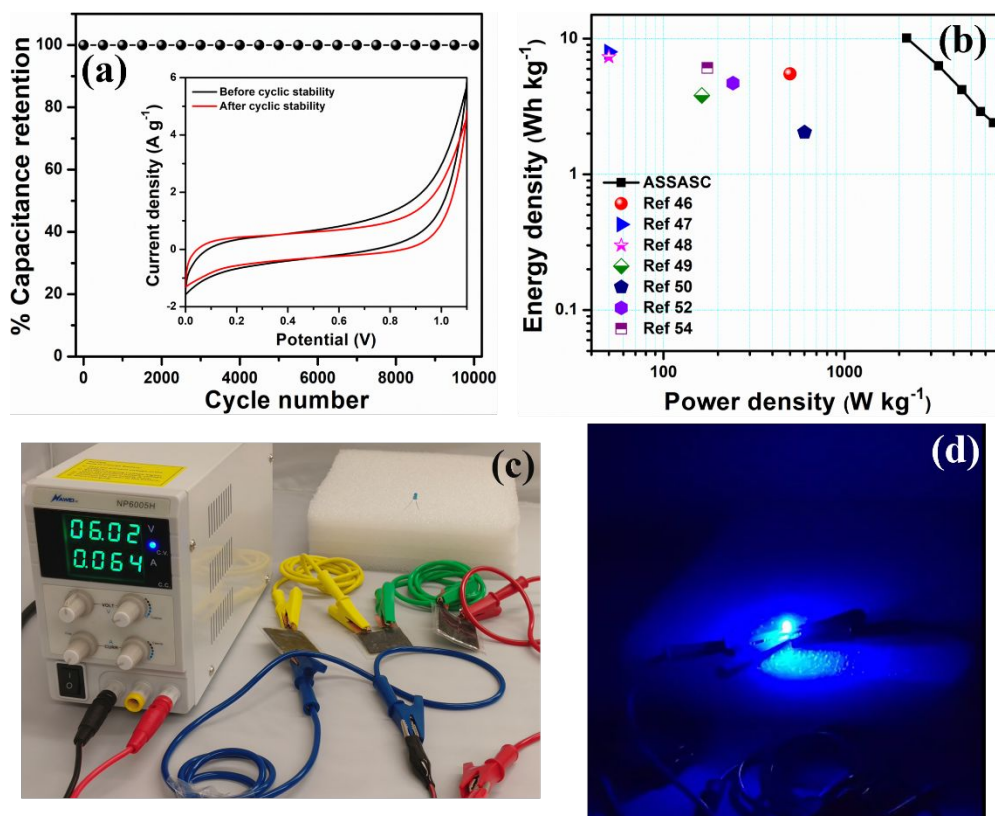 (a)
% Capacitance retention
100
80
60
40
20
0
0 2000 4000 6000 8000 10000
Cycle number
Before cyclic stability
After cyclic stability
Current density (A g⁻¹)
6
4
2
0
-2
0.0 0.2 0.4 0.6 0.8 1.0
Potential (V)
(b)
Energy density (Wh kg⁻¹)
10
1
0.1
ASSASC
Ref 46
Ref 47
Ref 48
Ref 49
Ref 50
Ref 52
Ref 54
100 1000
Power density (W kg⁻¹)
(c)
NP6005H
06.02 V
C.V.
0.064 A
C.C.
VOLT
CURR
(d)